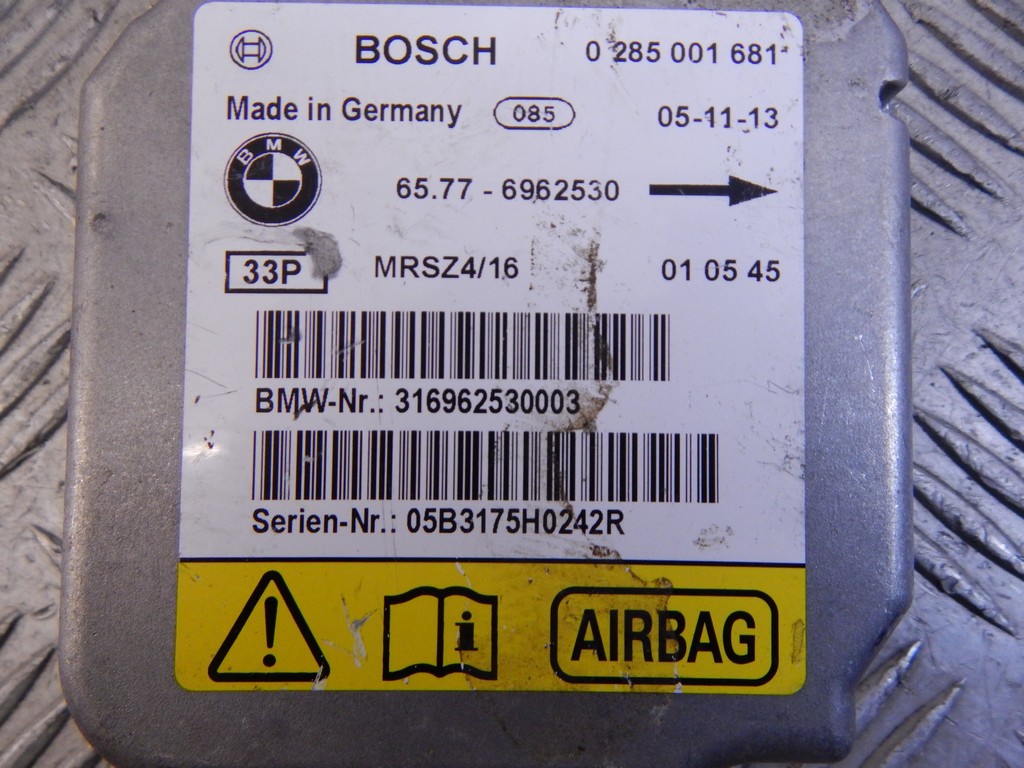 BOSCH 0 285 001 681
Made in Germany 085 05-11-13
BMW
65.77 - 6962530
33P MRSZ4/16 01 05 45
BMW-Nr.: 316962530003
Serien-Nr.: 05B3175H0242R
! i AIRBAG